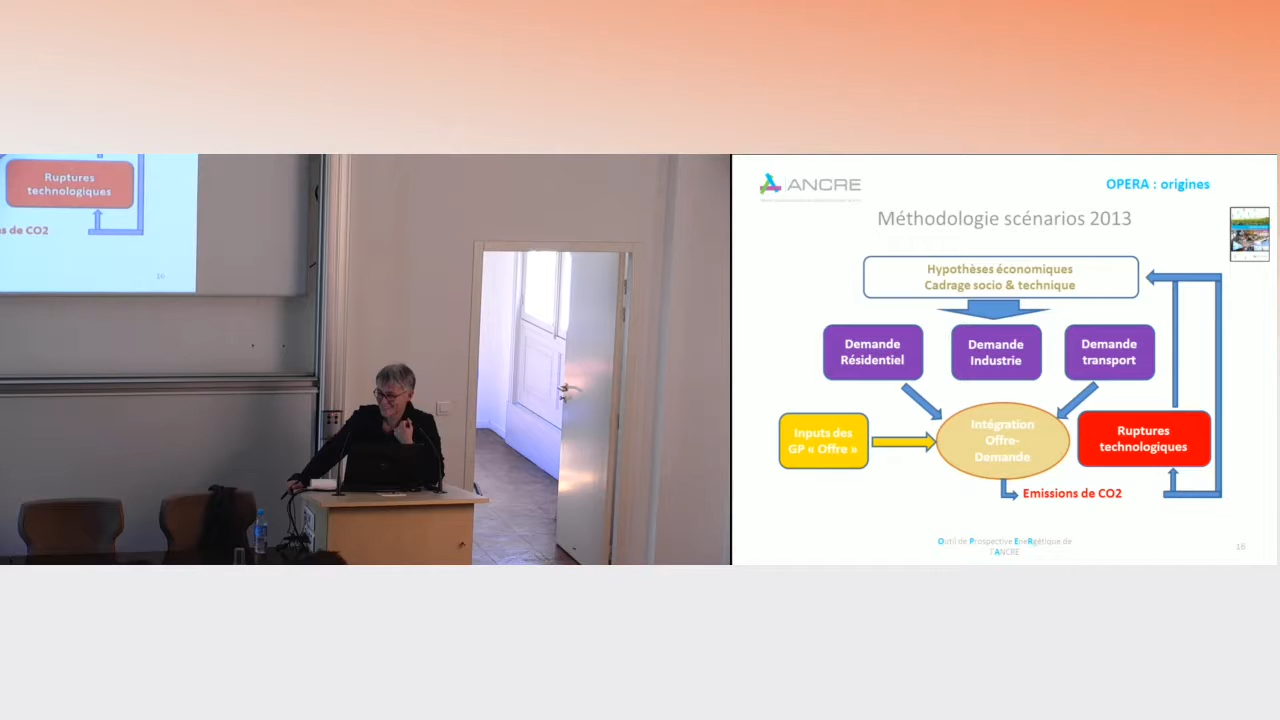 Ruptures
technologiques
s de CO2
16
ANCRE
OPERA : origines
Méthodologie scénarios 2013
Hypothèses économiques
Cadrage socio & technique
Demande
Résidentiel
Demande
Industrie
Demande
transport
Inputs des
GP « Offre »
Intégration
Offre-
Demande
Ruptures
technologiques
Emissions de CO2
Outil de Prospective EneRgétique de
l'ANCRE
16